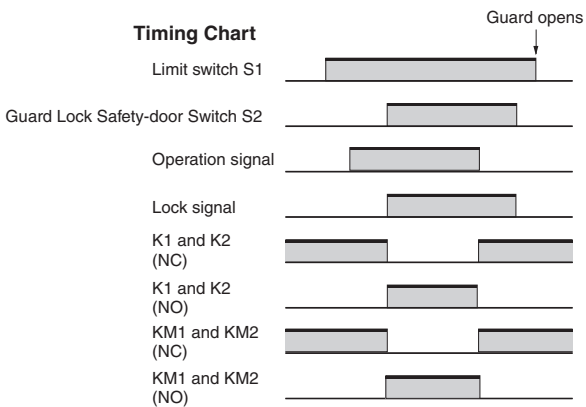 Guard opens
Timing Chart
Limit switch S1
Guard Lock Safety-door Switch S2
Operation signal
Lock signal
K1 and K2
(NC)
K1 and K2
(NO)
KM1 and KM2
(NC)
KM1 and KM2
(NO)